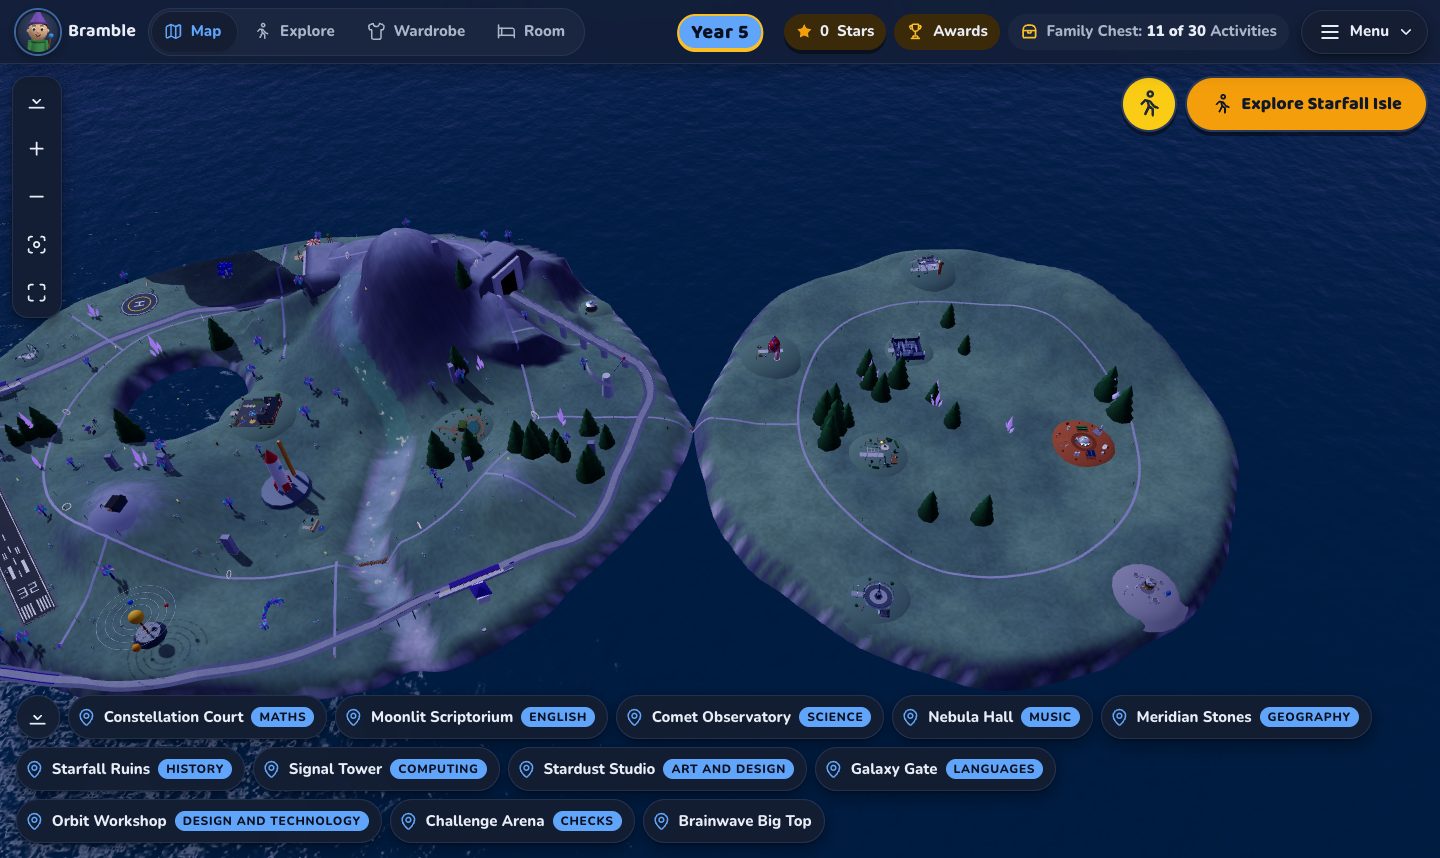 Bramble
Map
Explore
Wardrobe
Room
Year 5
0 Stars
Awards
Family Chest: 11 of 30 Activities
Menu
Explore Starfall Isle
H
32
Constellation Court MATHS
Moonlit Scriptorium ENGLISH
Comet Observatory SCIENCE
Nebula Hall MUSIC
Meridian Stones GEOGRAPHY
Starfall Ruins HISTORY
Signal Tower COMPUTING
Stardust Studio ART AND DESIGN
Galaxy Gate LANGUAGES
Orbit Workshop DESIGN AND TECHNOLOGY
Challenge Arena CHECKS
Brainwave Big Top